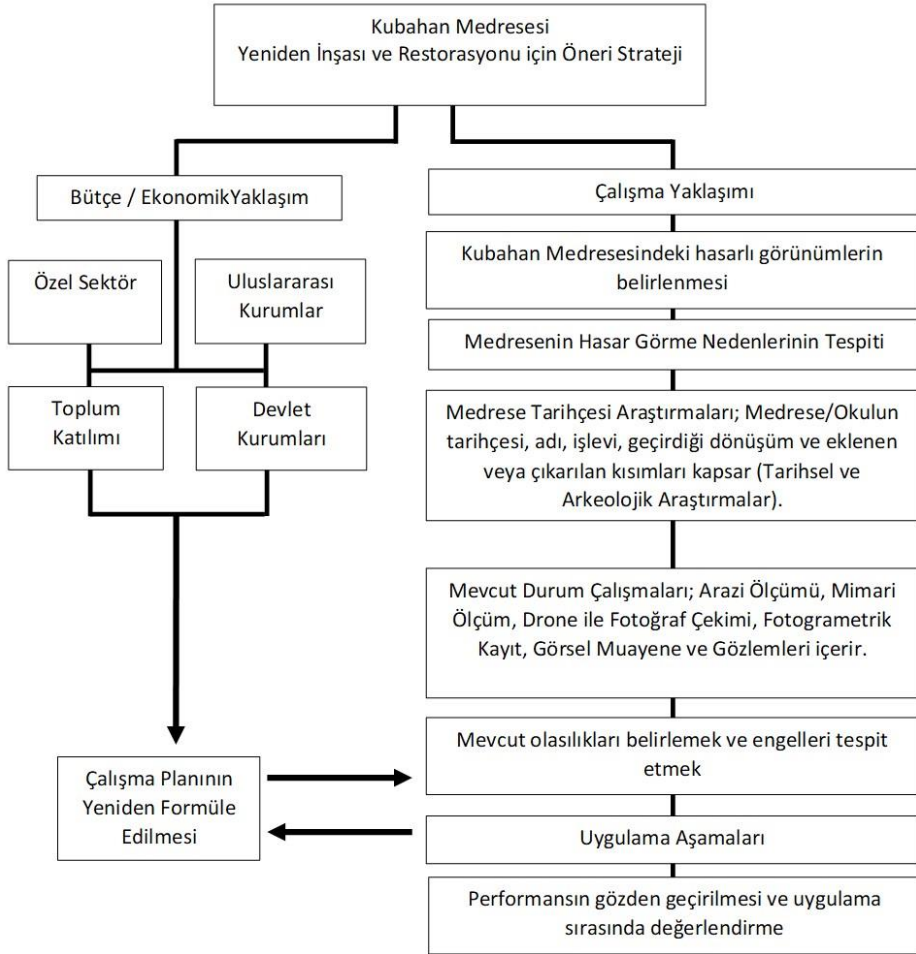 Kubahan Medresesi
Yeniden İnşası ve Restorasyonu için Öneri Strateji
Bütçe / EkonomikYaklaşım
Özel Sektör
Uluslararası
Kurumlar
Toplum
Katılımı
Devlet
Kurumları
Çalışma Planının
Yeniden Formüle
Edilmesi
Çalışma Yaklaşımı
Kubahan Medresesindeki hasarlı görünümlerin
belirlenmesi
Medresenin Hasar Görme Nedenlerinin Tespiti
Medrese Tarihçesi Araştırmaları; Medrese/Okulun
tarihçesi, adı, işlevi, geçirdiği dönüşüm ve eklenen
veya çıkarılan kısımları kapsar (Tarihsel ve
Arkeolojik Araştırmalar).
Mevcut Durum Çalışmaları; Arazi Ölçümü, Mimari
Ölçüm, Drone ile Fotoğraf Çekimi, Fotogrametrik
Kayıt, Görsel Muayene ve Gözlemleri içerir.
Mevcut olasılıkları belirlemek ve engelleri tespit
etmek
Uygulama Aşamaları
Performansın gözden geçirilmesi ve uygulama
sırasında değerlendirme